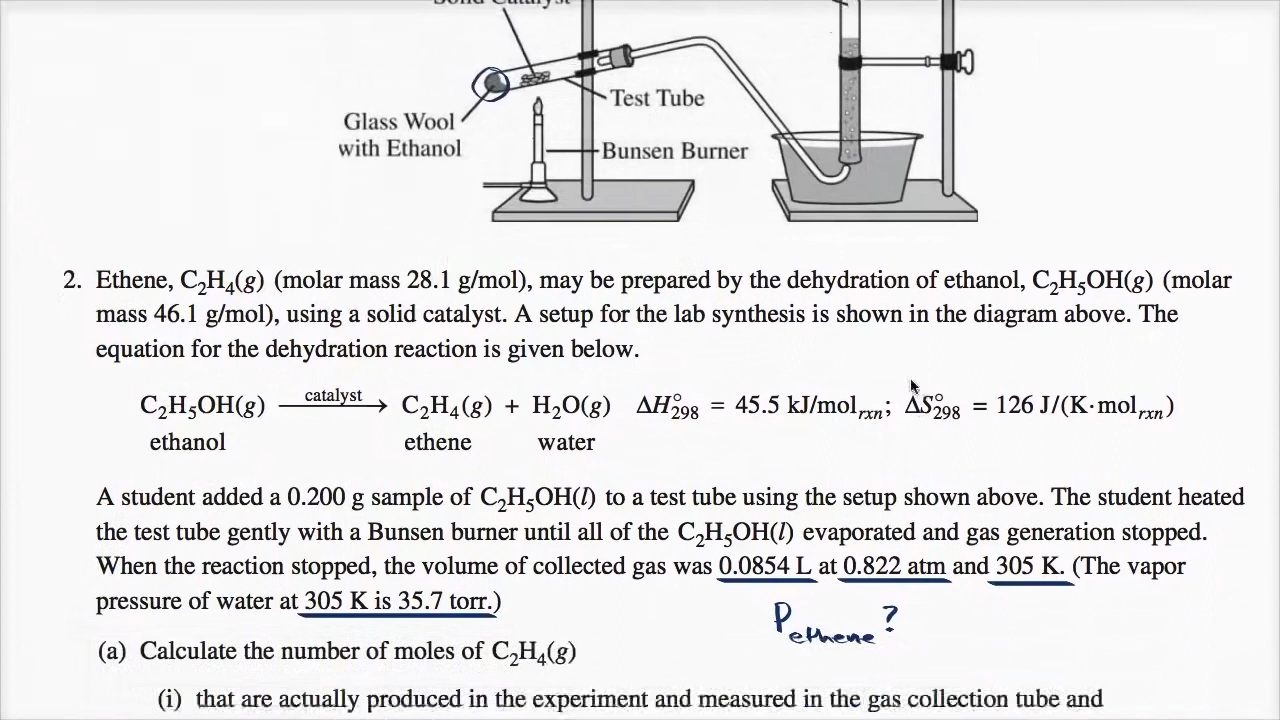 Solid Catalyst
Test Tube
Glass Wool
with Ethanol
Bunsen Burner
2. Ethene, C₂H₄(g) (molar mass 28.1 g/mol), may be prepared by the dehydration of ethanol, C₂H₅OH(g) (molar
mass 46.1 g/mol), using a solid catalyst. A setup for the lab synthesis is shown in the diagram above. The
equation for the dehydration reaction is given below.
C₂H₅OH(g) catalyst → C₂H₄(g) + H₂O(g) ΔH°₂₉₈ = 45.5 kJ/molᵣₓₙ; ΔS°₂₉₈ = 126 J/(K·molᵣₓₙ)
ethanol ethene water
A student added a 0.200 g sample of C₂H₅OH(l) to a test tube using the setup shown above. The student heated
the test tube gently with a Bunsen burner until all of the C₂H₅OH(l) evaporated and gas generation stopped.
When the reaction stopped, the volume of collected gas was 0.0854 L at 0.822 atm and 305 K. (The vapor
pressure of water at 305 K is 35.7 torr.)
P ethene?
(a) Calculate the number of moles of C₂H₄(g)
(i) that are actually produced in the experiment and measured in the gas collection tube and